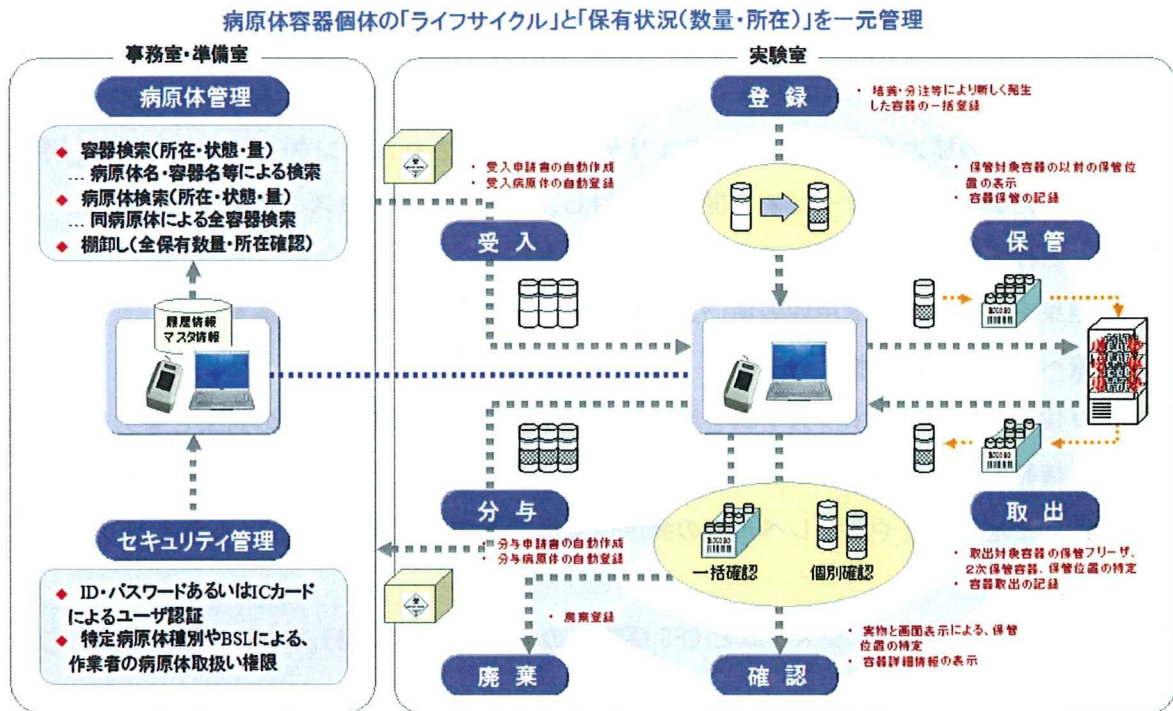 病原体容器個体の「ライフサイクル」と「保有状況(数量・所在)」を一元管理
事務室・準備室
病原体管理
◆ 容器検索(所在・状態・量)
… 病原体名・容器名等による検索
◆ 病原体検索(所在・状態・量)
… 同病原体による全容器検索
◆ 棚卸し(全保有数量・所在確認)
履歴情報
マスタ情報
セキュリティ管理
◆ ID・パスワードあるいはICカード
によるユーザ認証
◆ 特定病原体種別やBSLによる、
作業者の病原体取扱い権限
実験室
登録
・ 培養・分注等により新しく発生
した容器の一括登録
・ 受入申請書の自動作成
・ 受入病原体の自動登録
受入
・ 保管対象容器の以前の保管位
置の表示
・ 容器保管の記録
保管
分与
・ 分与申請書の自動作成
・ 分与病原体の自動登録
取出
・ 取出対象容器の保管フリーザ、
2次保管容器、保管位置の特定
・ 容器取出の記録
一括確認
個別確認
・ 廃棄登録
廃棄
・ 実物と画面表示による、保管
位置の特定
・ 容器詳細情報の表示
確認